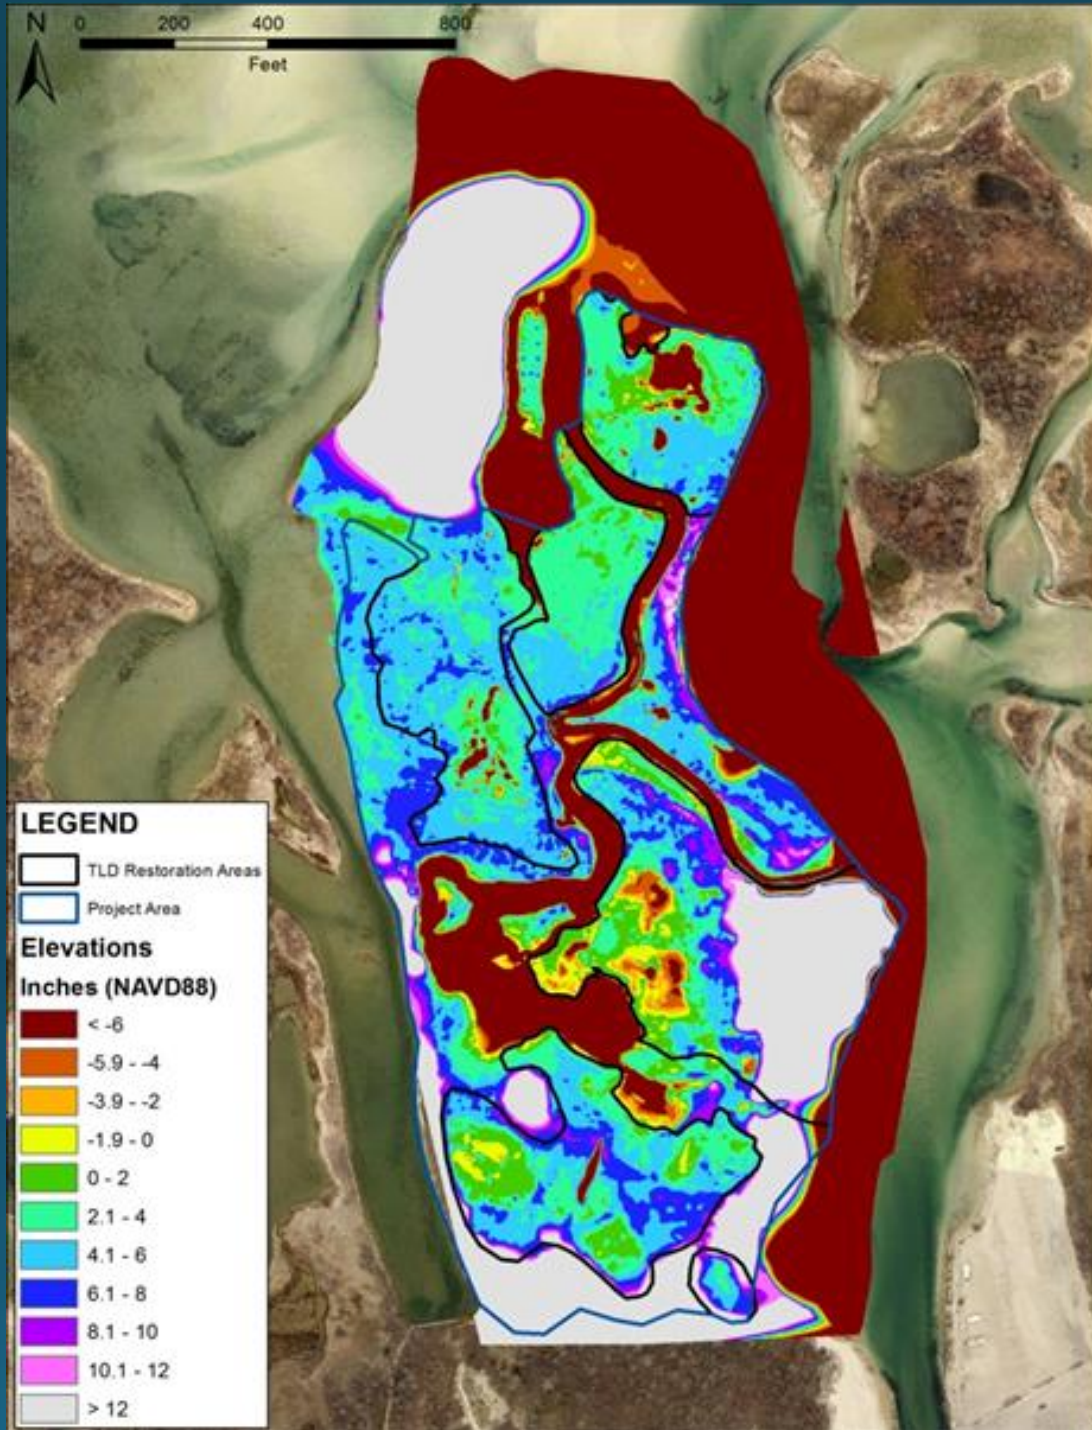 N
0 200 400 800
Feet
LEGEND
TLD Restoration Areas
Project Area
Elevations
Inches (NAVD88)
< -6
-5.9 - -4
-3.9 - -2
-1.9 - 0
0 - 2
2.1 - 4
4.1 - 6
6.1 - 8
8.1 - 10
10.1 - 12
> 12